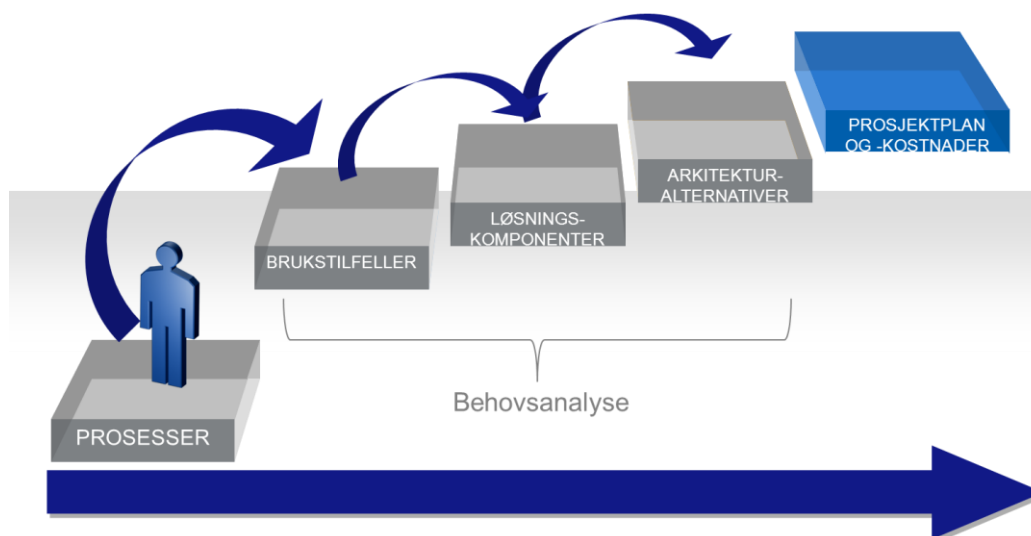 PROSJEKTPLAN
OG -KOSTNADER
ARKITEKTUR-
ALTERNATIVER
LØSNINGS-
KOMPONENTER
BRUKSTILFELLER
PROSESSER
Behovsanalyse